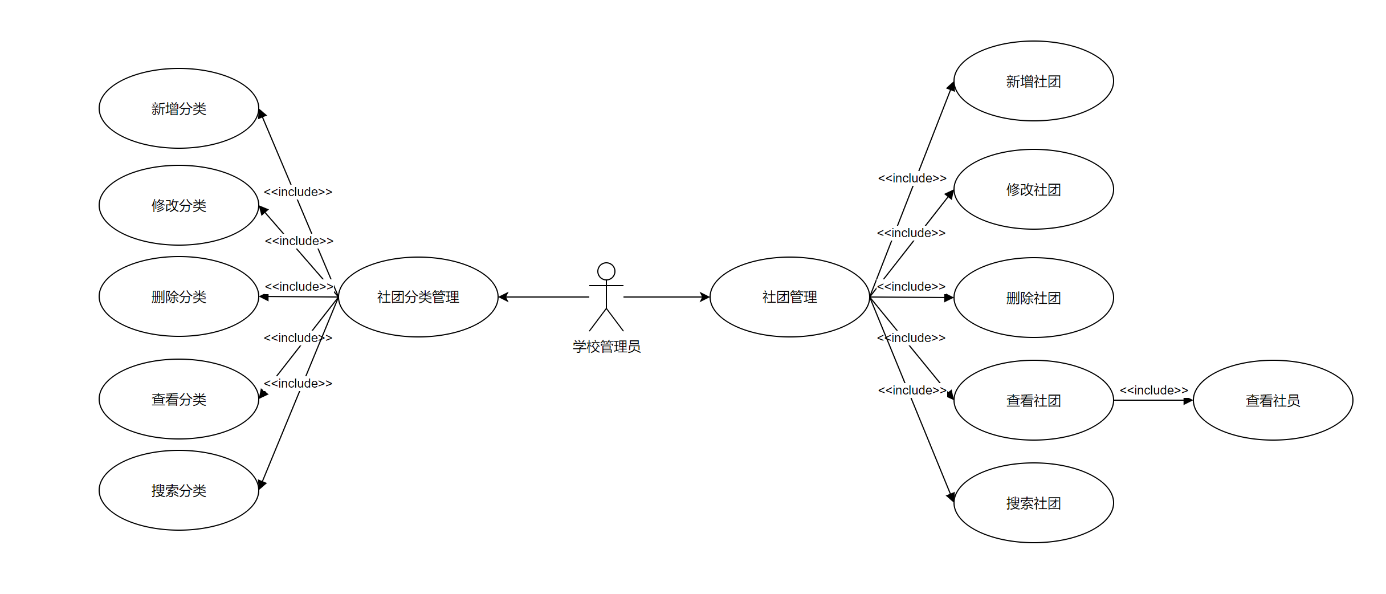 新增分类
<<include>>
修改分类
<<include>>
删除分类
<<include>>
查看分类
<<include>>
搜索分类
<<include>>
社团分类管理
学校管理员
社团管理
新增社团
<<include>>
修改社团
<<include>>
删除社团
<<include>>
查看社团
<<include>>
搜索社团
<<include>>
<<include>>
查看社员